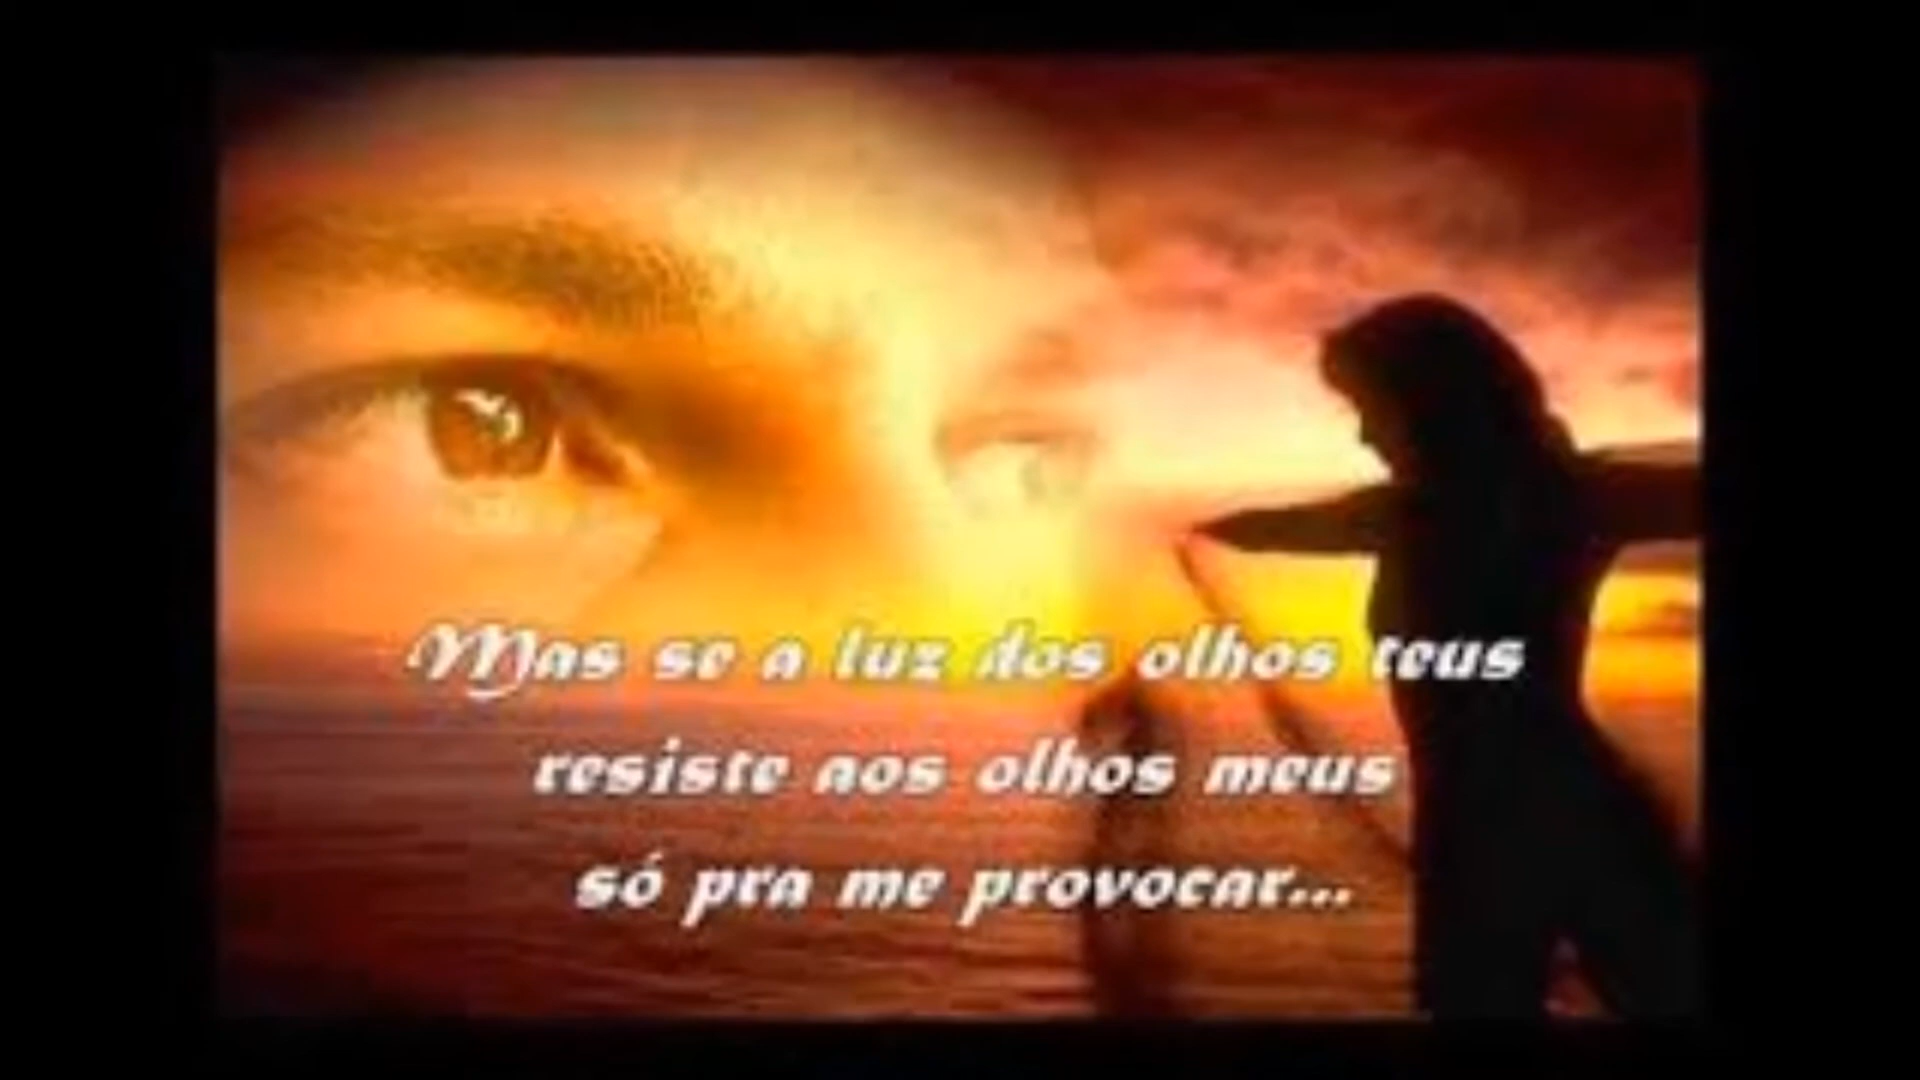 Mas se a luz dos olhos teus
resiste aos olhos meus
só pra me provocar...